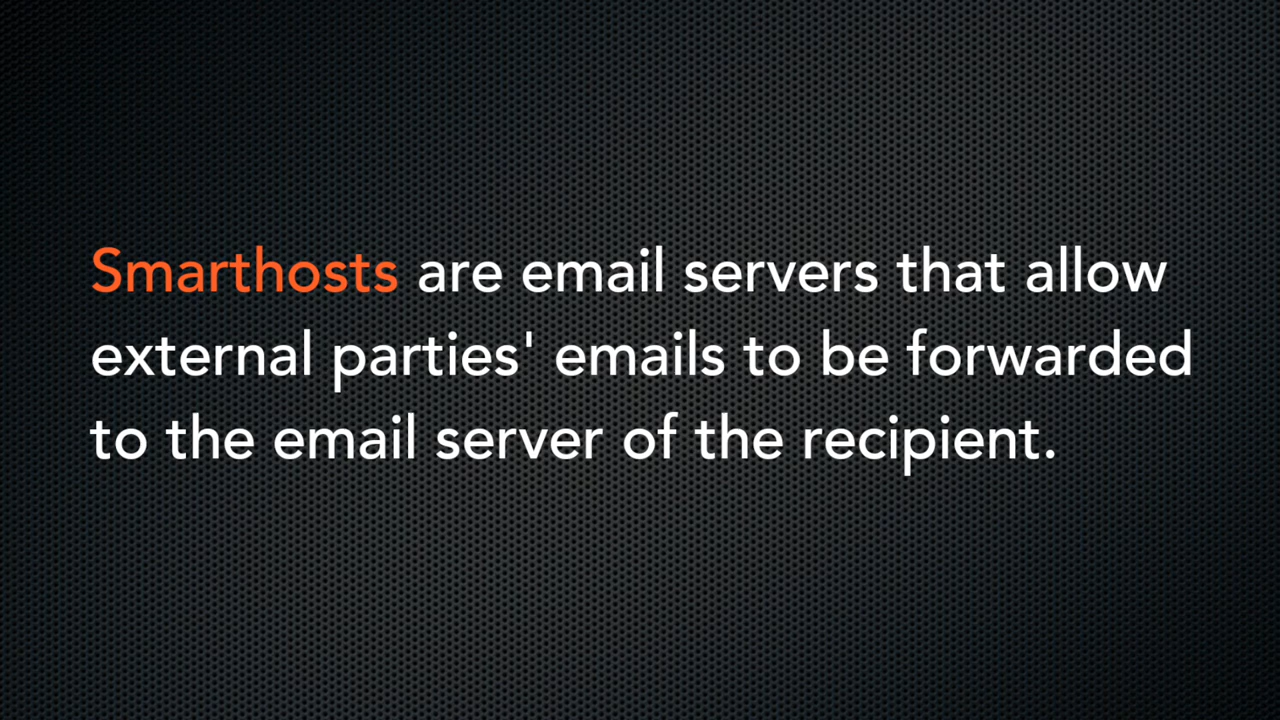 Smarthosts are email servers that allow
external parties' emails to be forwarded
to the email server of the recipient.